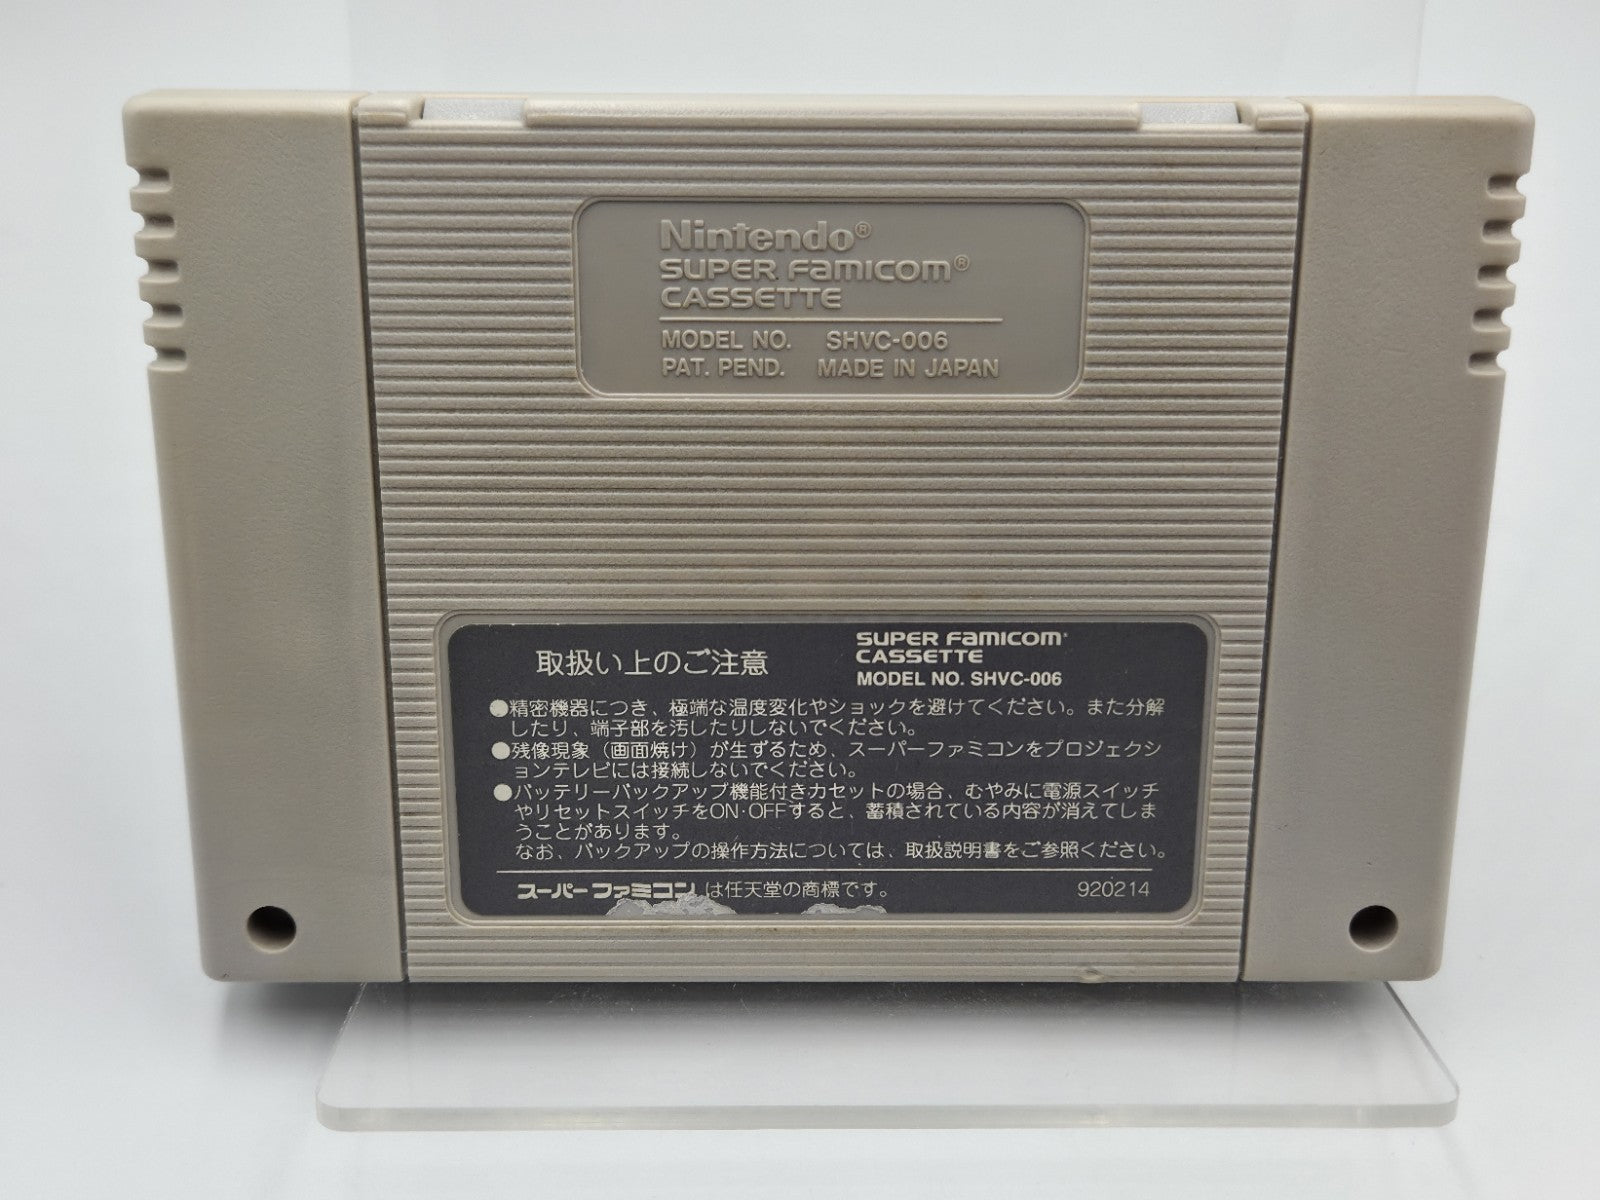 Nintendo®
SUPER FAMICOM®
CASSETTE
MODEL NO. SHVC-006
PAT. PEND. MADE IN JAPAN
取扱い上のご注意
SUPER FAMICOM
CASSETTE
MODEL NO. SHVC-006
●精密機器につき、極端な温度変化やショックを避けてください。また分解
したり、端子部を汚したりしないでください。
●残像現象（画面焼け）が生ずるため、スーパーファミコンをプロジェクシ
ョンテレビには接続しないでください。
●バッテリーバックアップ機能付きカセットの場合、むやみに電源スイッチ
やリセットスイッチをON・OFFすると、蓄積されている内容が消えてしま
うことがあります。
なお、バックアップの操作方法については、取扱説明書をご参照ください。
スーパーファミコンは任天堂の商標です。 920214